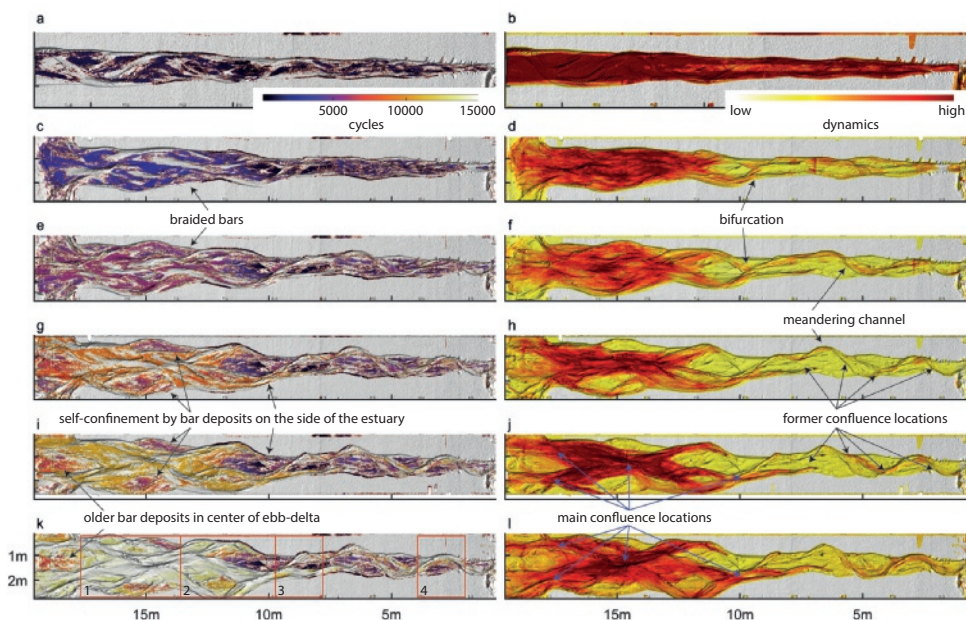 a
b
5000 10000 15000
cycles
low high
dynamics
c
d
braided bars
bifurcation
e
f
meandering channel
g
h
self-confinement by bar deposits on the side of the estuary
former confluence locations
i
j
older bar deposits in center of ebb-delta
main confluence locations
k
l
1m
2m
1 2 3 4
15m 10m 5m
15m 10m 5m